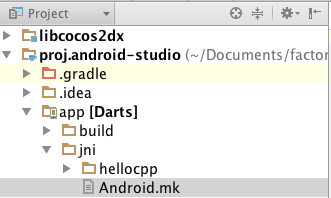 Project
libcocos2dx
proj.android-studio (~/Documents/factor
.gradle
.idea
app [Darts]
build
jni
hellocpp
Android.mk